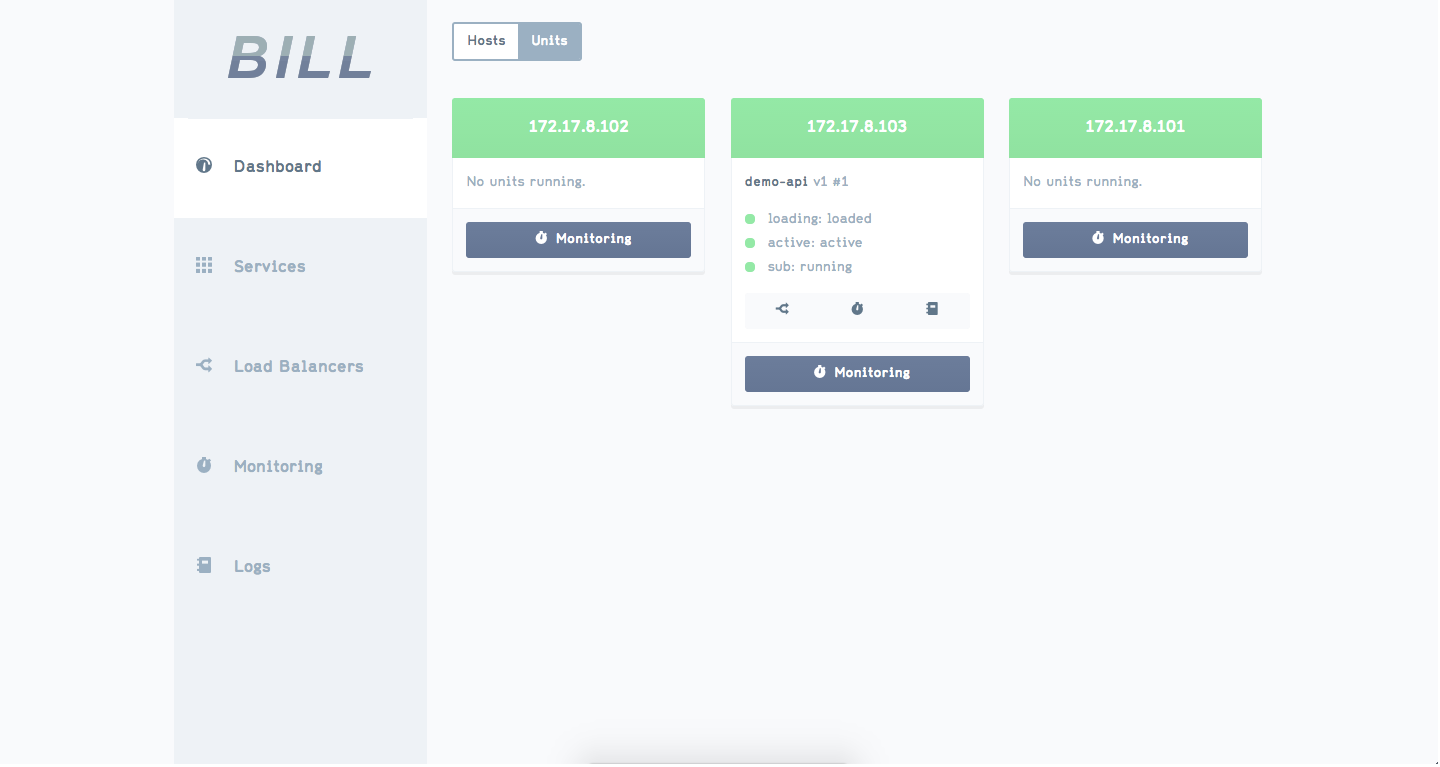 BILL
Dashboard
Services
Load Balancers
Monitoring
Logs
Hosts Units
172.17.8.102
No units running.
Monitoring
172.17.8.103
demo-api v1 #1
loading: loaded
active: active
sub: running
Monitoring
172.17.8.101
No units running.
Monitoring